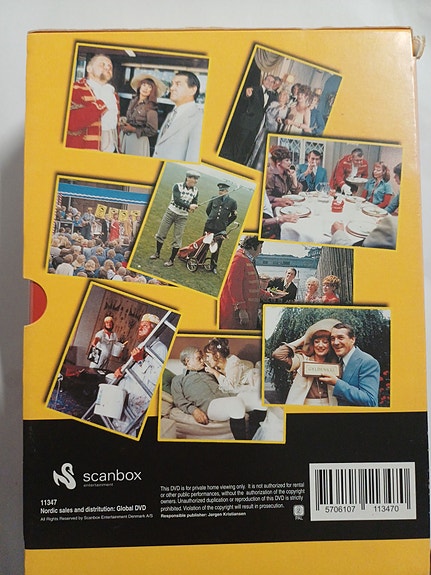 scanbox
entertainment
11347
Nordic sales and distribution: Global DVD
All Rights Reserved by Scanbox Entertainment Denmark A/S
This DVD is for private home viewing only. It is not authorized for rental
or other public performances, without the authorization of the copyright
owners. Unauthorized duplication or reproduction of this DVD is strictly
prohibited. Violation of the copyright will result in prosecution.
Responsible publisher: Jørgen Kristiansen
2
PAL
5706107 113470